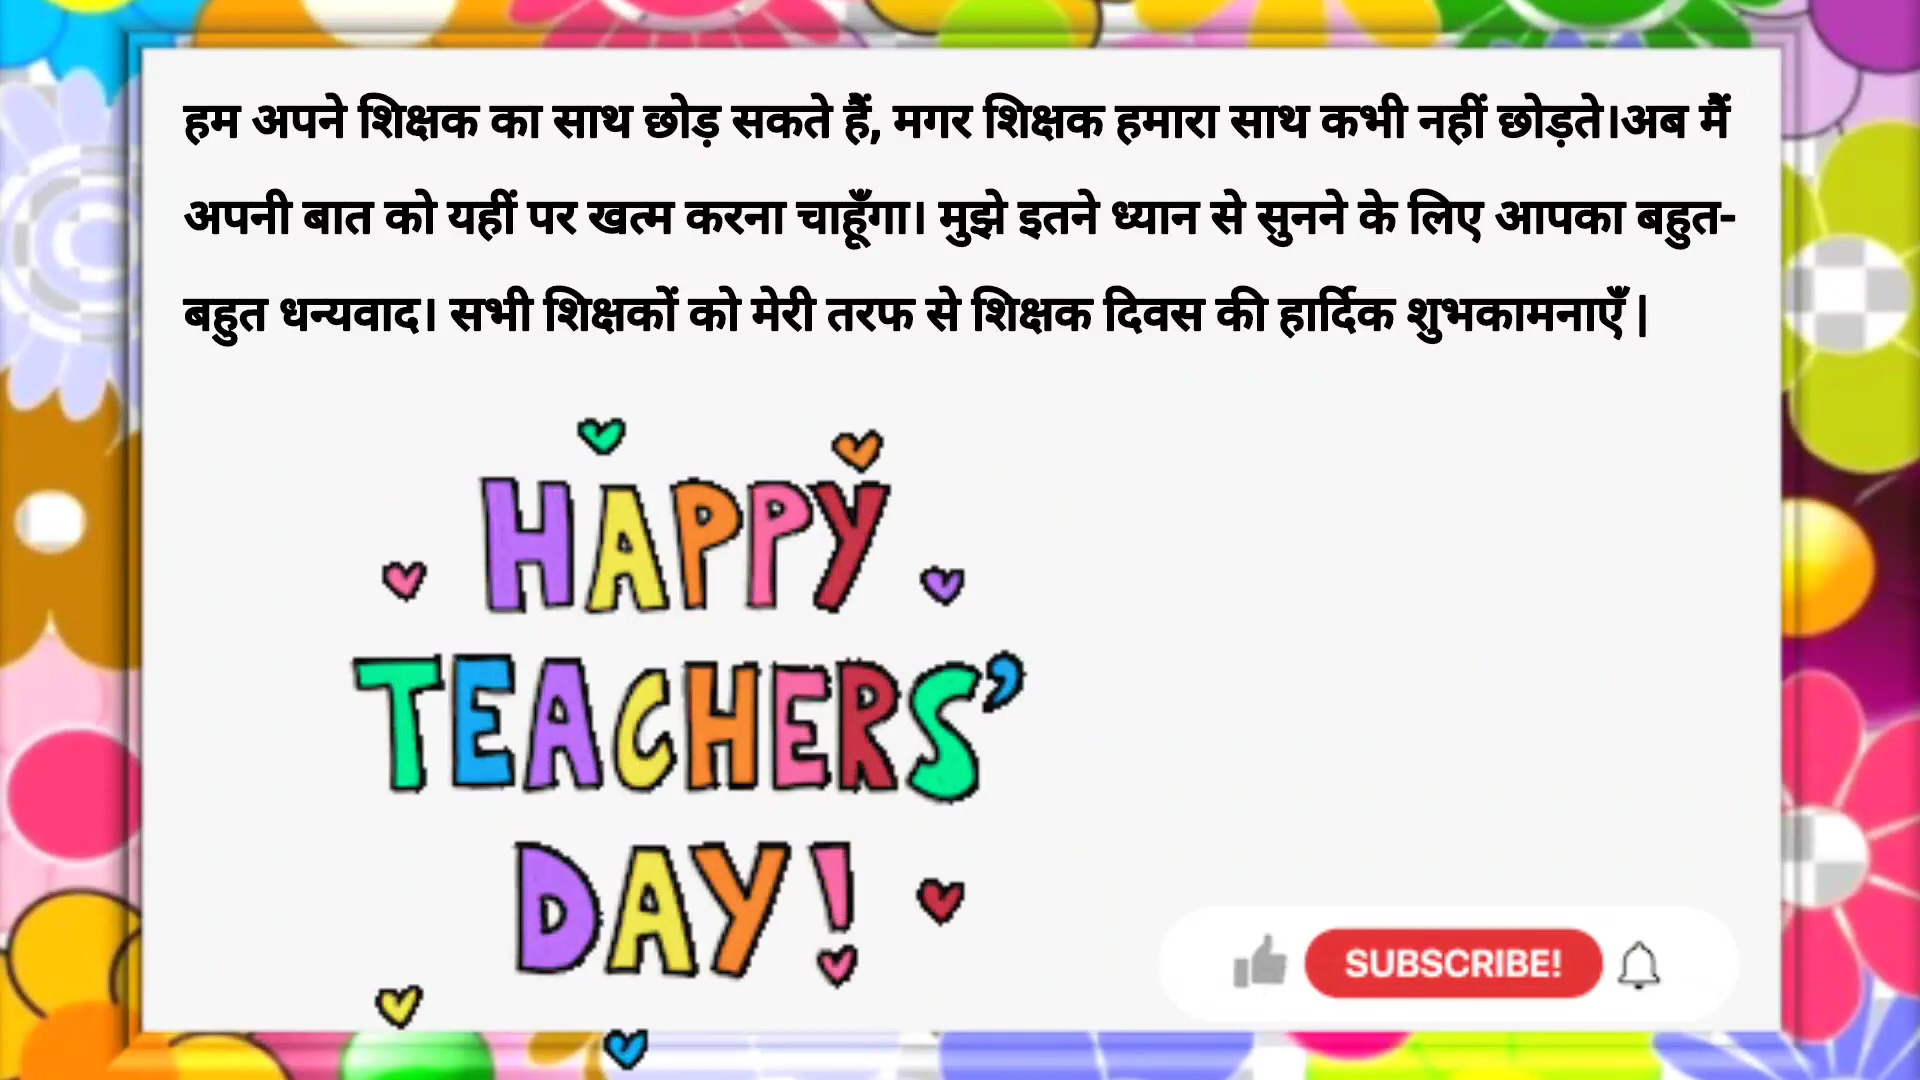 हम अपने शिक्षक का साथ छोड़ सकते हैं, मगर शिक्षक हमारा साथ कभी नहीं छोड़ते।अब मैं
अपनी बात को यहीं पर खत्म करना चाहूँगा। मुझे इतने ध्यान से सुनने के लिए आपका बहुत-
बहुत धन्यवाद। सभी शिक्षकों को मेरी तरफ से शिक्षक दिवस की हार्दिक शुभकामनाएँ |
HAPPY
TEACHERS’
DAY!
SUBSCRIBE!